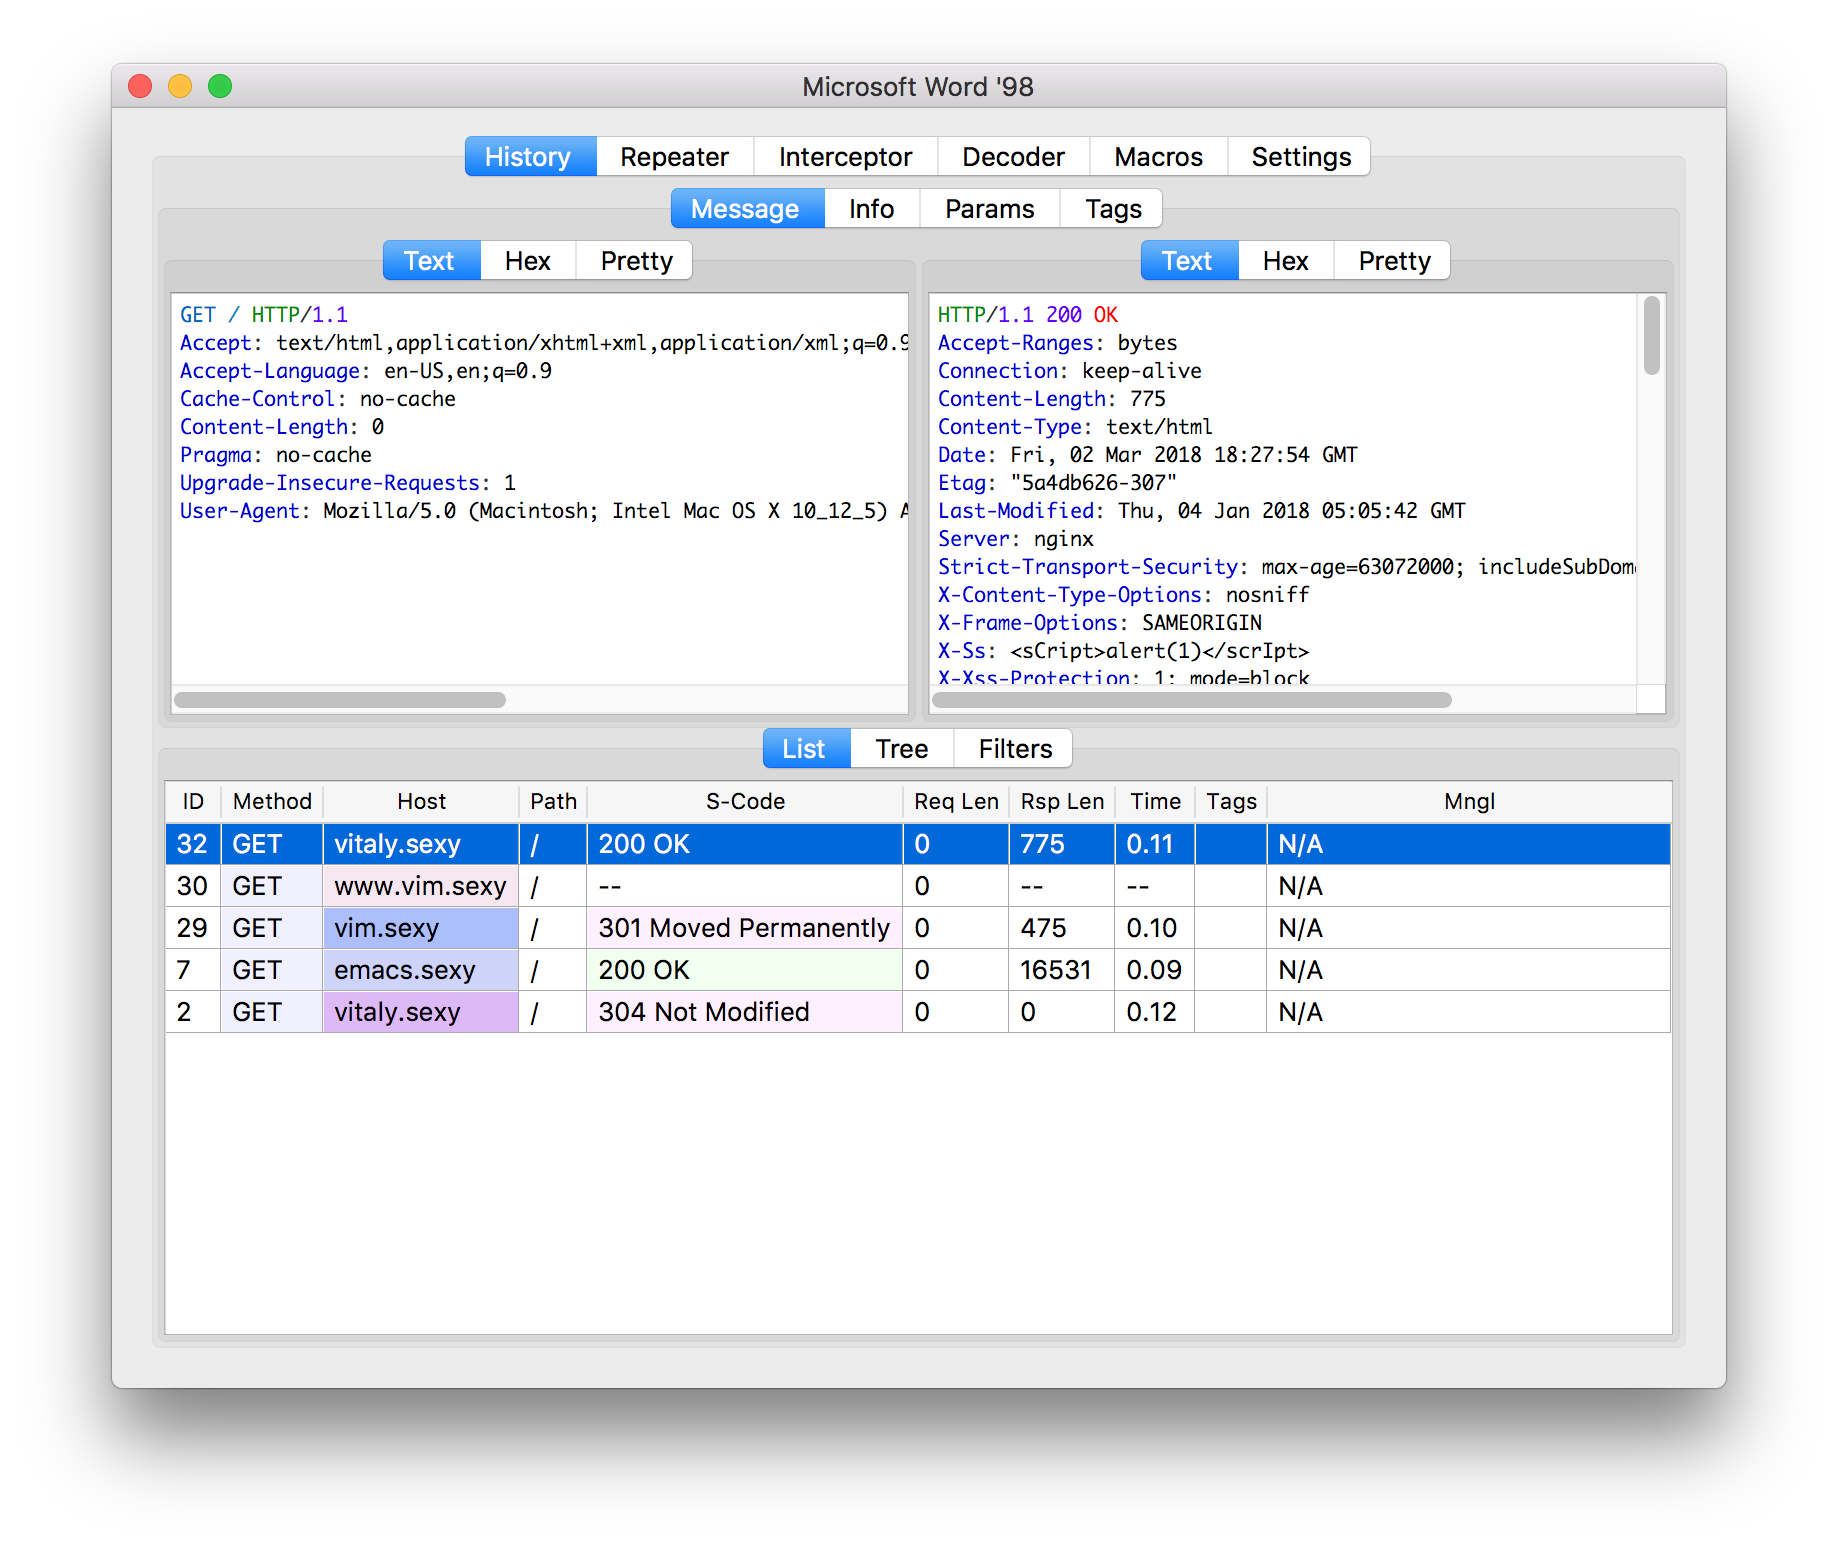 Microsoft Word '98
History Repeater Interceptor Decoder Macros Settings
Message Info Params Tags
Text Hex Pretty
GET / HTTP/1.1
Accept: text/html,application/xhtml+xml,application/xml;q=0.9
Accept-Language: en-US,en;q=0.9
Cache-Control: no-cache
Content-Length: 0
Pragma: no-cache
Upgrade-Insecure-Requests: 1
User-Agent: Mozilla/5.0 (Macintosh; Intel Mac OS X 10_12_5) A
Text Hex Pretty
HTTP/1.1 200 OK
Accept-Ranges: bytes
Connection: keep-alive
Content-Length: 775
Content-Type: text/html
Date: Fri, 02 Mar 2018 18:27:54 GMT
Etag: "5a4db626-307"
Last-Modified: Thu, 04 Jan 2018 05:05:42 GMT
Server: nginx
Strict-Transport-Security: max-age=63072000; includeSubDom
X-Content-Type-Options: nosniff
X-Frame-Options: SAMEORIGIN
X-Ss: <sCript>alert(1)</scrIpt>
X-Xss-Protection: 1; mode=block
List Tree Filters
ID Method Host Path S-Code Req Len Rsp Len Time Tags Mngl
32 GET vitaly.sexy / 200 OK 0 775 0.11 N/A
30 GET www.vim.sexy / -- 0 -- -- N/A
29 GET vim.sexy / 301 Moved Permanently 0 475 0.10 N/A
7 GET emacs.sexy / 200 OK 0 16531 0.09 N/A
2 GET vitaly.sexy / 304 Not Modified 0 0 0.12 N/A